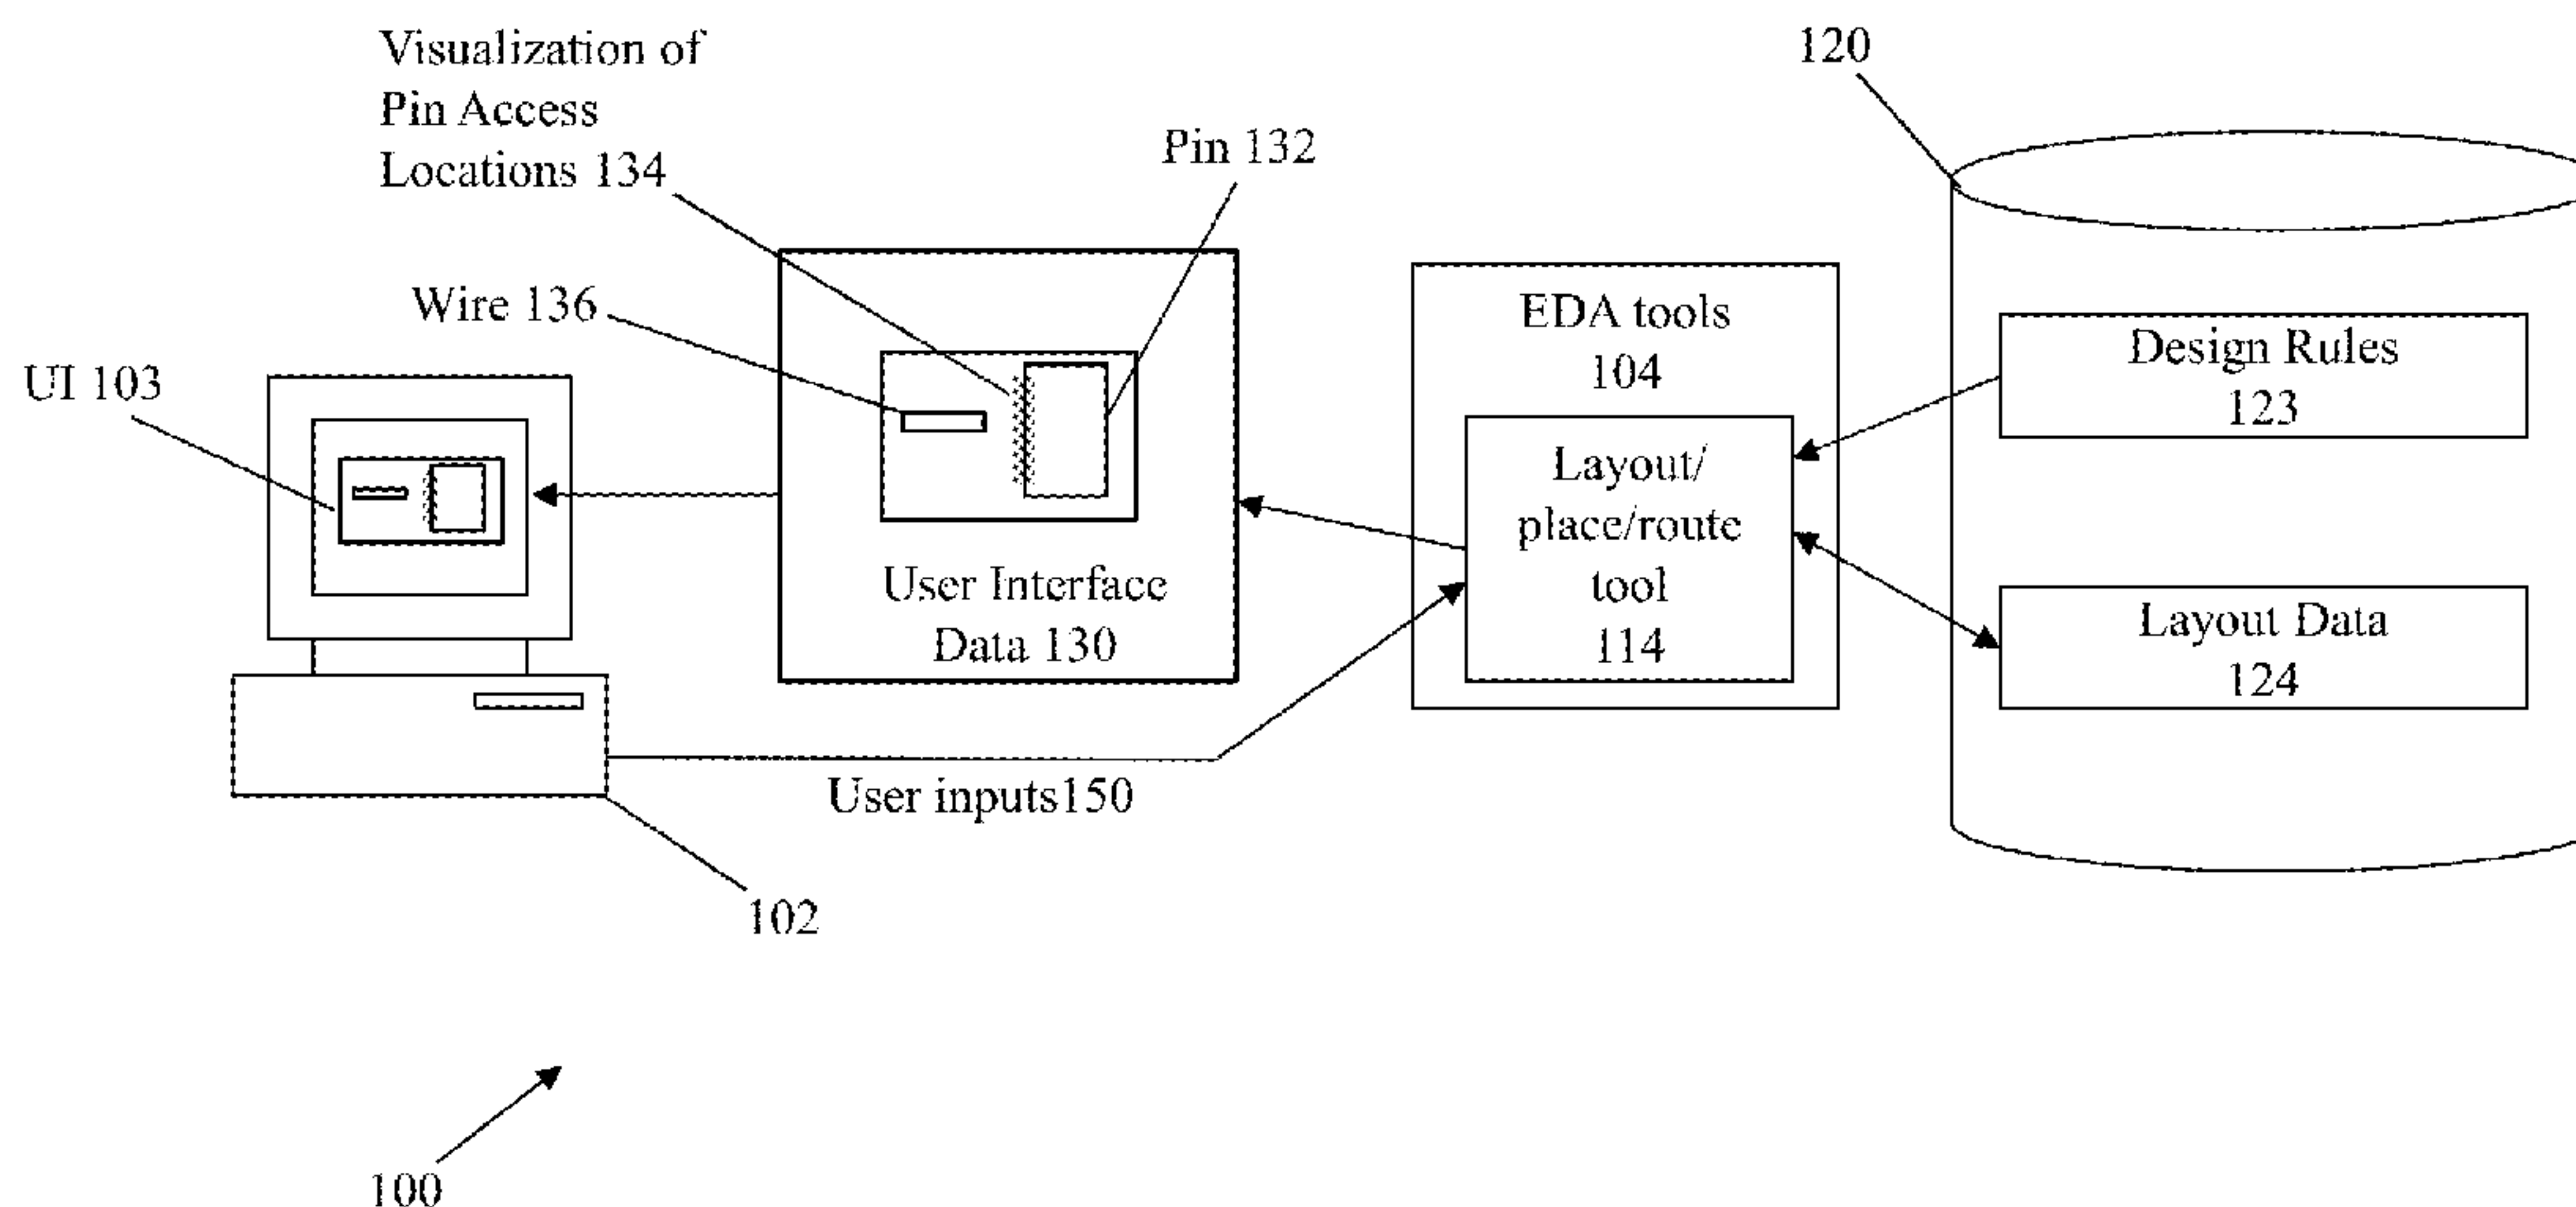 Visualization of
Pin Access
Locations 134
120
Pin 132
Wire 136
UI 103
EDA tools
104
Design Rules
123
Layout/
place/route
tool
114
User Interface
Data 130
Layout Data
124
User inputs150
102
100